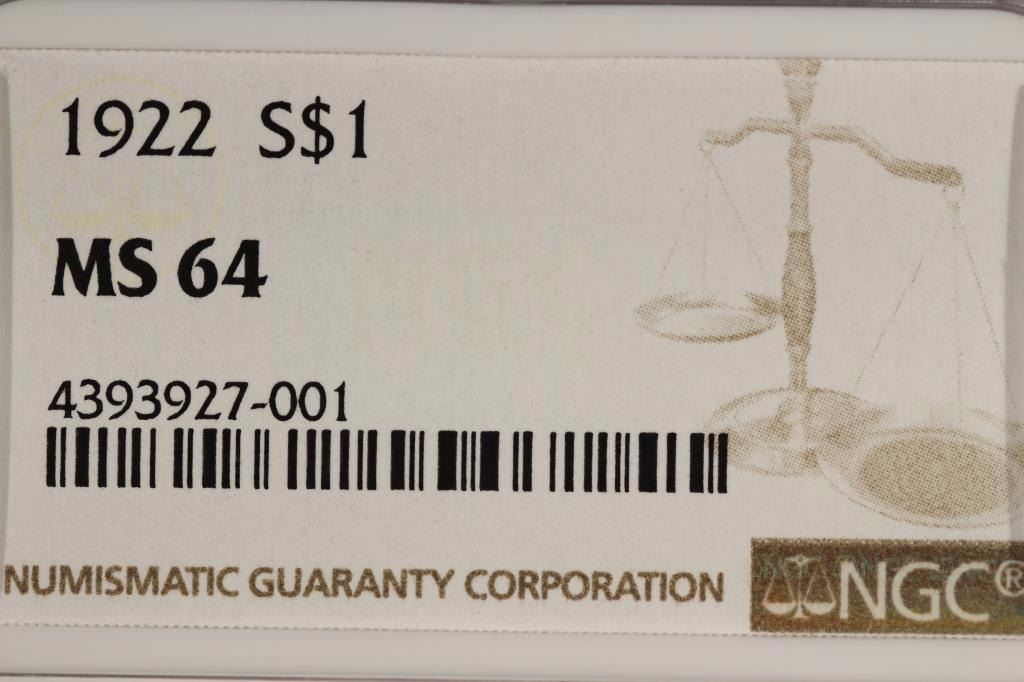 1922 S$1
MS 64
4393927-001
NUMISMATIC GUARANTY CORPORATION
NGC®